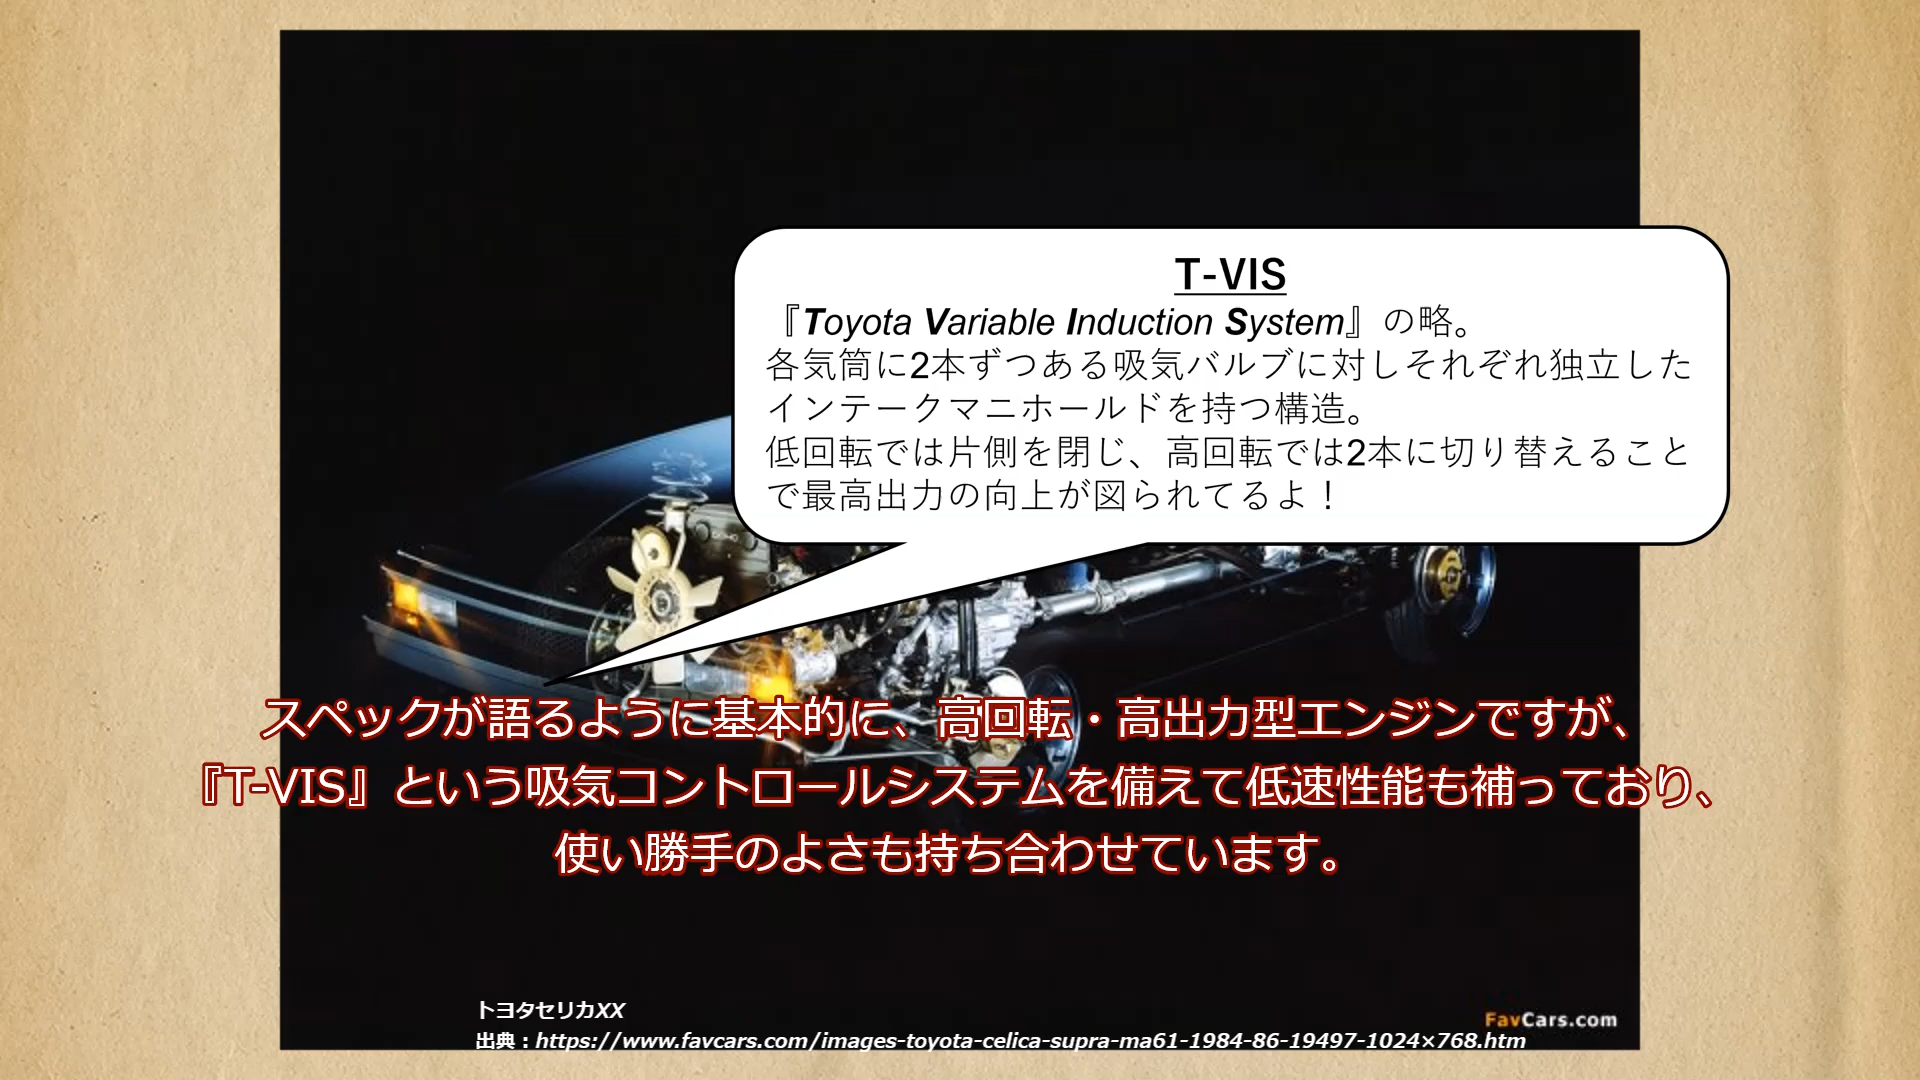 T-VIS
『Toyota Variable Induction System』の略。
各気筒に2本ずつある吸気バルブに対しそれぞれ独立した
インテークマニホールドを持つ構造。
低回転では片側を閉じ、高回転では2本に切り替えること
で最高出力の向上が図られてるよ！
スペックが語るように基本的に、高回転・高出力型エンジンですが、
『T-VIS』という吸気コントロールシステムを備えて低速性能も補っており、
使い勝手のよさも持ち合わせています。
トヨタセリカXX
出典：https://www.favcars.com/images-toyota-celica-supra-ma61-1984-86-19497-1024×768.htm
FavCars.com